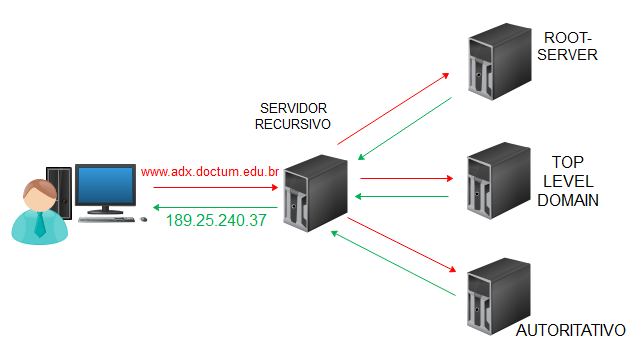 ROOT-
SERVER
SERVIDOR
RECURSIVO
www.adx.doctum.edu.br
189.25.240.37
TOP
LEVEL
DOMAIN
AUTORITATIVO